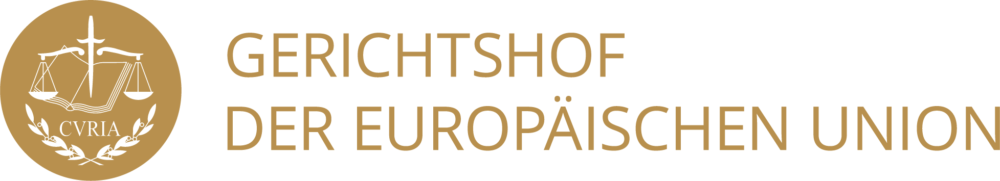 CVRIA
GERICHTSHOF
DER EUROPÄISCHEN UNION